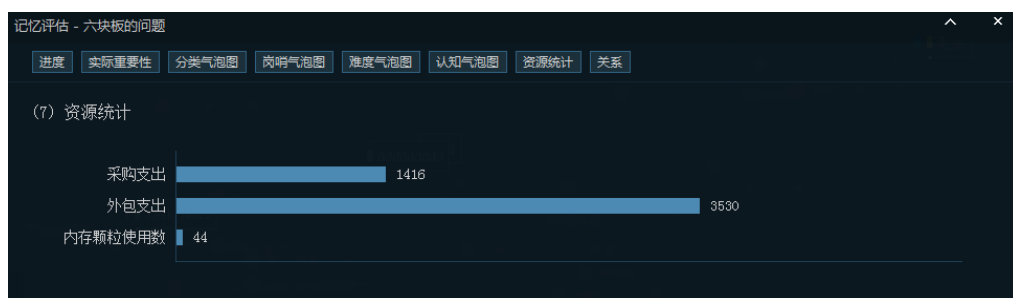 记忆评估 - 六块板的问题
进度 实际重要性 分类气泡图 岗哨气泡图 难度气泡图 认知气泡图 资源统计 关系
(7) 资源统计
采购支出 1416
外包支出 3530
内存颗粒使用数 44